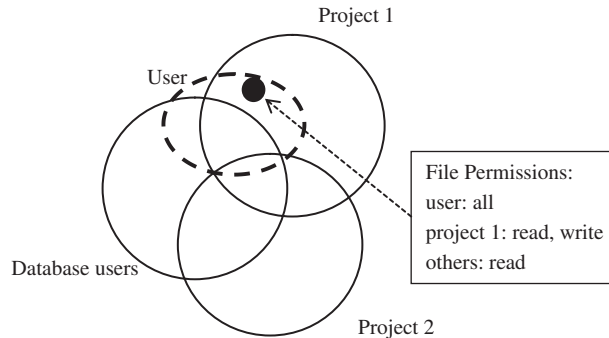 Project 1
User
File Permissions:
user: all
project 1: read, write
others: read
Database users
Project 2